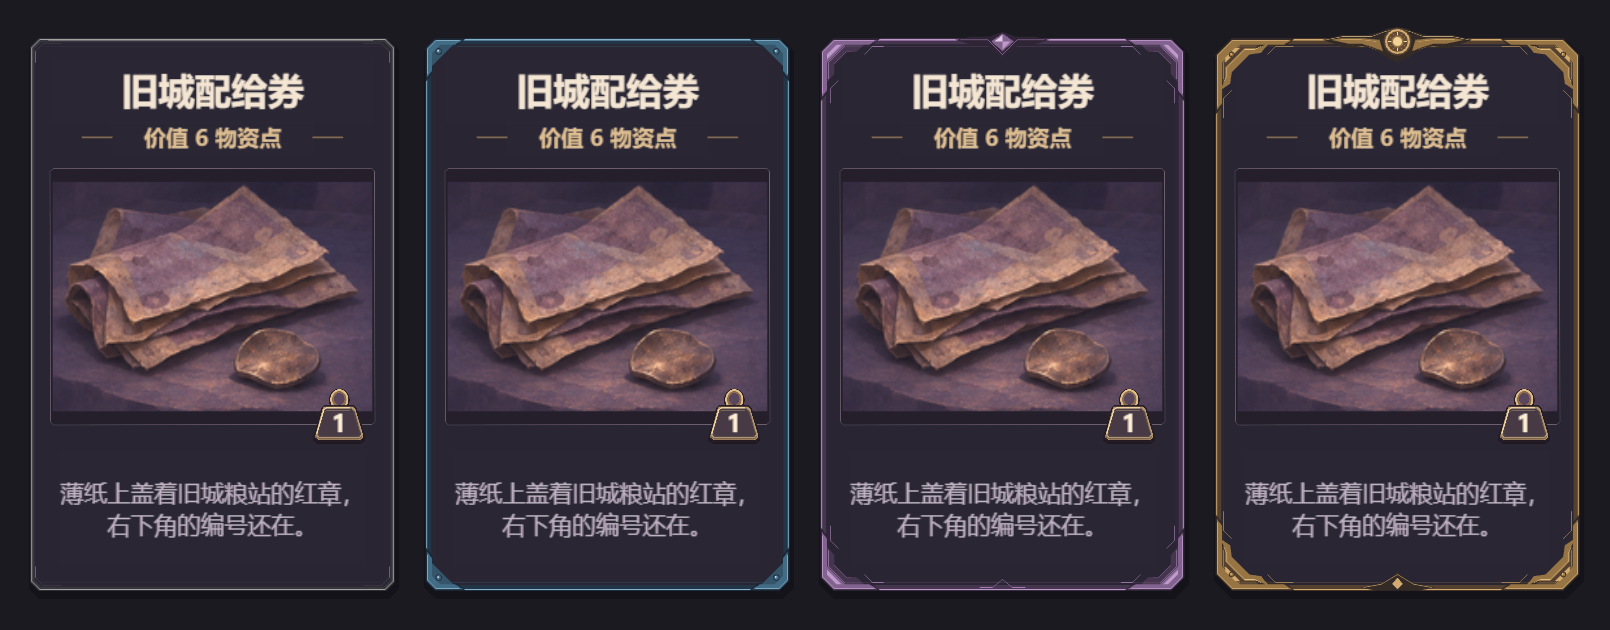 旧城配给券
价值 6 物资点
1
薄纸上盖着旧城粮站的红章，
右下角的编号还在。
旧城配给券
价值 6 物资点
1
薄纸上盖着旧城粮站的红章，
右下角的编号还在。
旧城配给券
价值 6 物资点
1
薄纸上盖着旧城粮站的红章，
右下角的编号还在。
旧城配给券
价值 6 物资点
1
薄纸上盖着旧城粮站的红章，
右下角的编号还在。